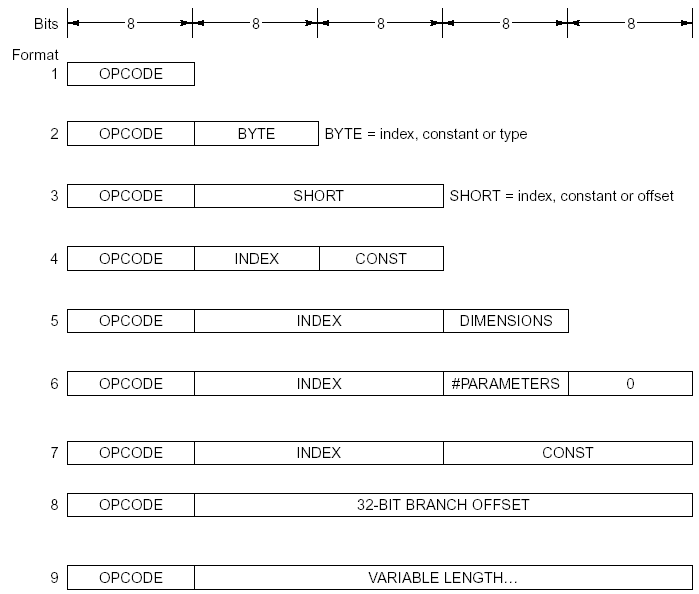 Bits 8 8 8 8 8
Format
1 OPCODE
2 OPCODE BYTE BYTE = index, constant or type
3 OPCODE SHORT SHORT = index, constant or offset
4 OPCODE INDEX CONST
5 OPCODE INDEX DIMENSIONS
6 OPCODE INDEX #PARAMETERS 0
7 OPCODE INDEX CONST
8 OPCODE 32-BIT BRANCH OFFSET
9 OPCODE VARIABLE LENGTH…